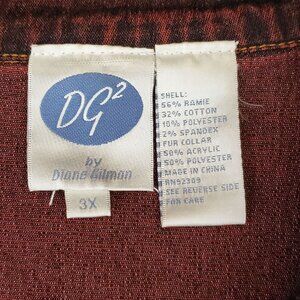 DG2
by
Diane Gilman
3X
SHELL:
56% RAMIE
32% COTTON
10% POLYESTER
2% SPANDEX
FUR COLLAR
50% ACRYLIC
50% POLYESTER
MADE IN CHINA
RN92309
SEE REVERSE SIDE
FOR CARE